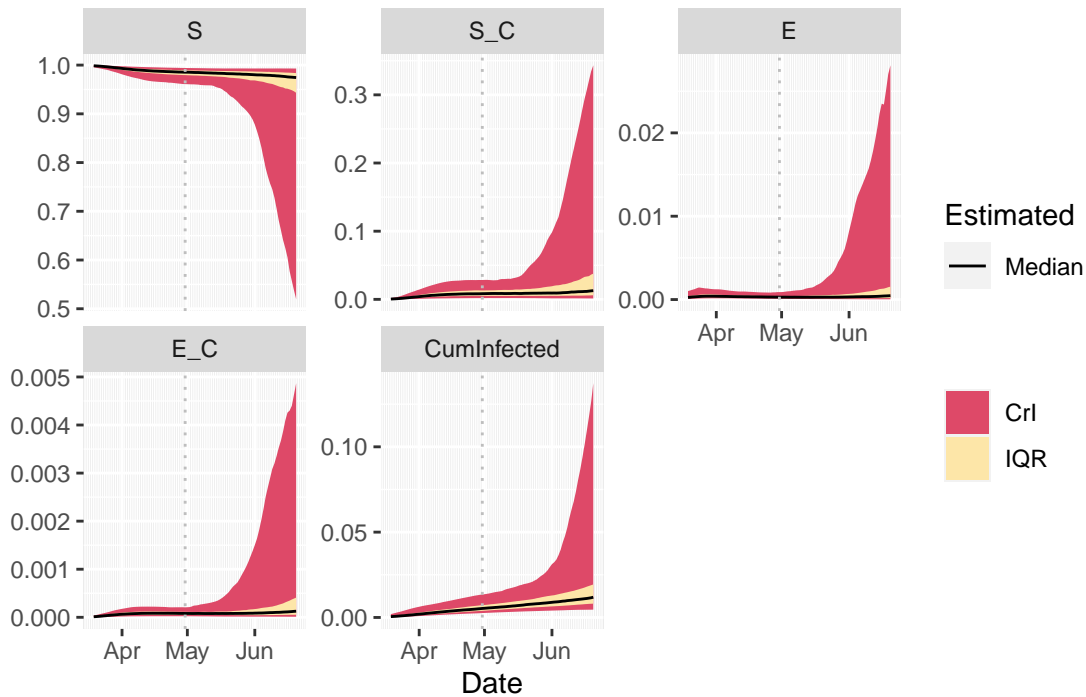 S
S_C
E
1.0
0.9
0.8
0.7
0.6
0.5
0.3
0.2
0.1
0.0
0.02
0.01
0.00
Apr May Jun
E_C
CumInfected
0.005
0.004
0.003
0.002
0.001
0.000
0.10
0.05
0.00
Apr May Jun
Apr May Jun
Date
Estimated
Median
CrI
IQR